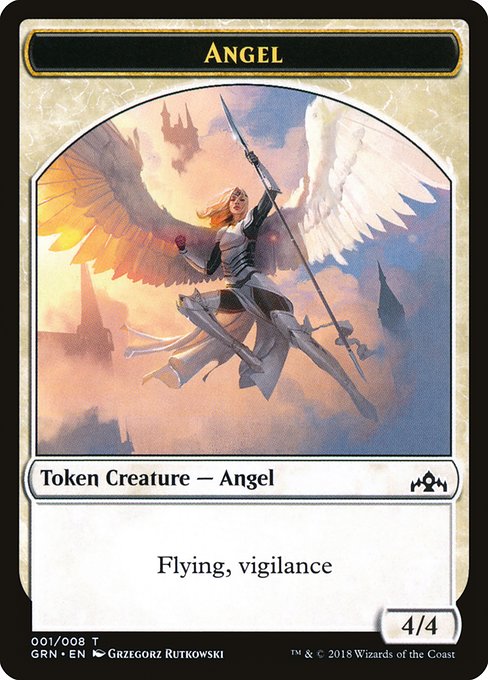 ANGEL
Token Creature — Angel
Flying, vigilance
4/4
001/008 T
GRN • EN GRZEGORZ RUTKOWSKI
™ & © 2018 Wizards of the Coast